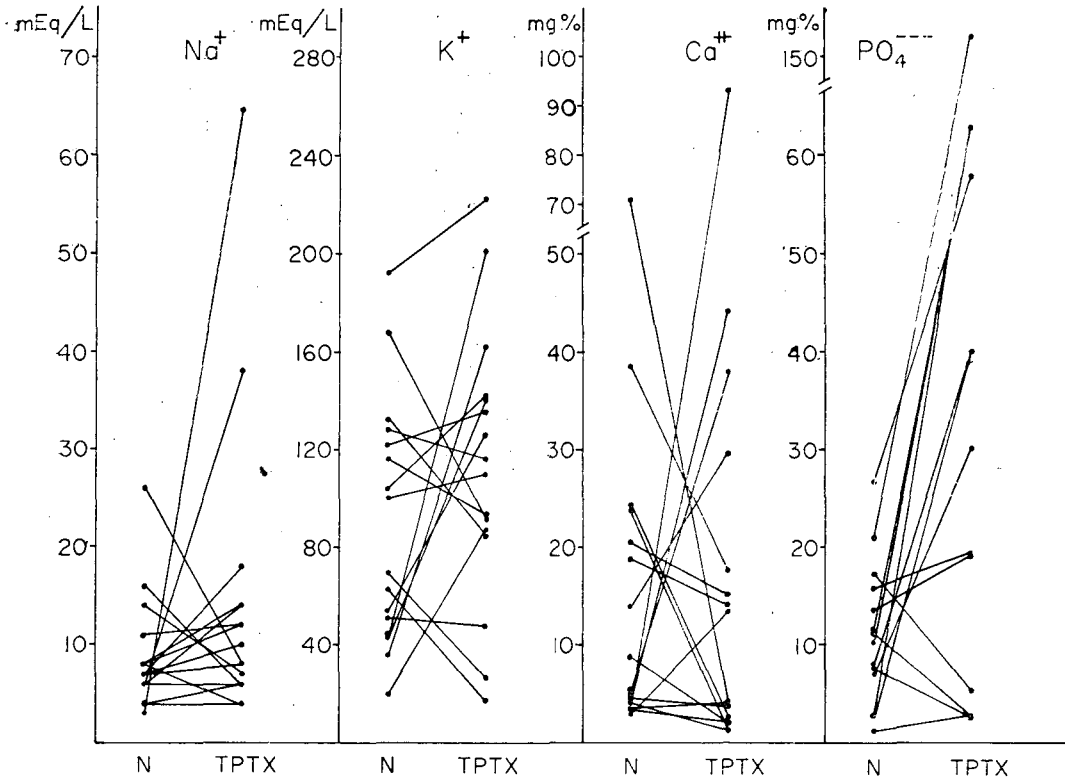 mEq/L mEq/L mg% mg%
Na+ K+ Ca++ PO4---
70 280 100 150
90
60 240 80 60
70
50 200 50 50
40 160 40 40
30 120 30 30
20 80 20 20
10 40 10 10
N TPTX N TPTX N TPTX N TPTX